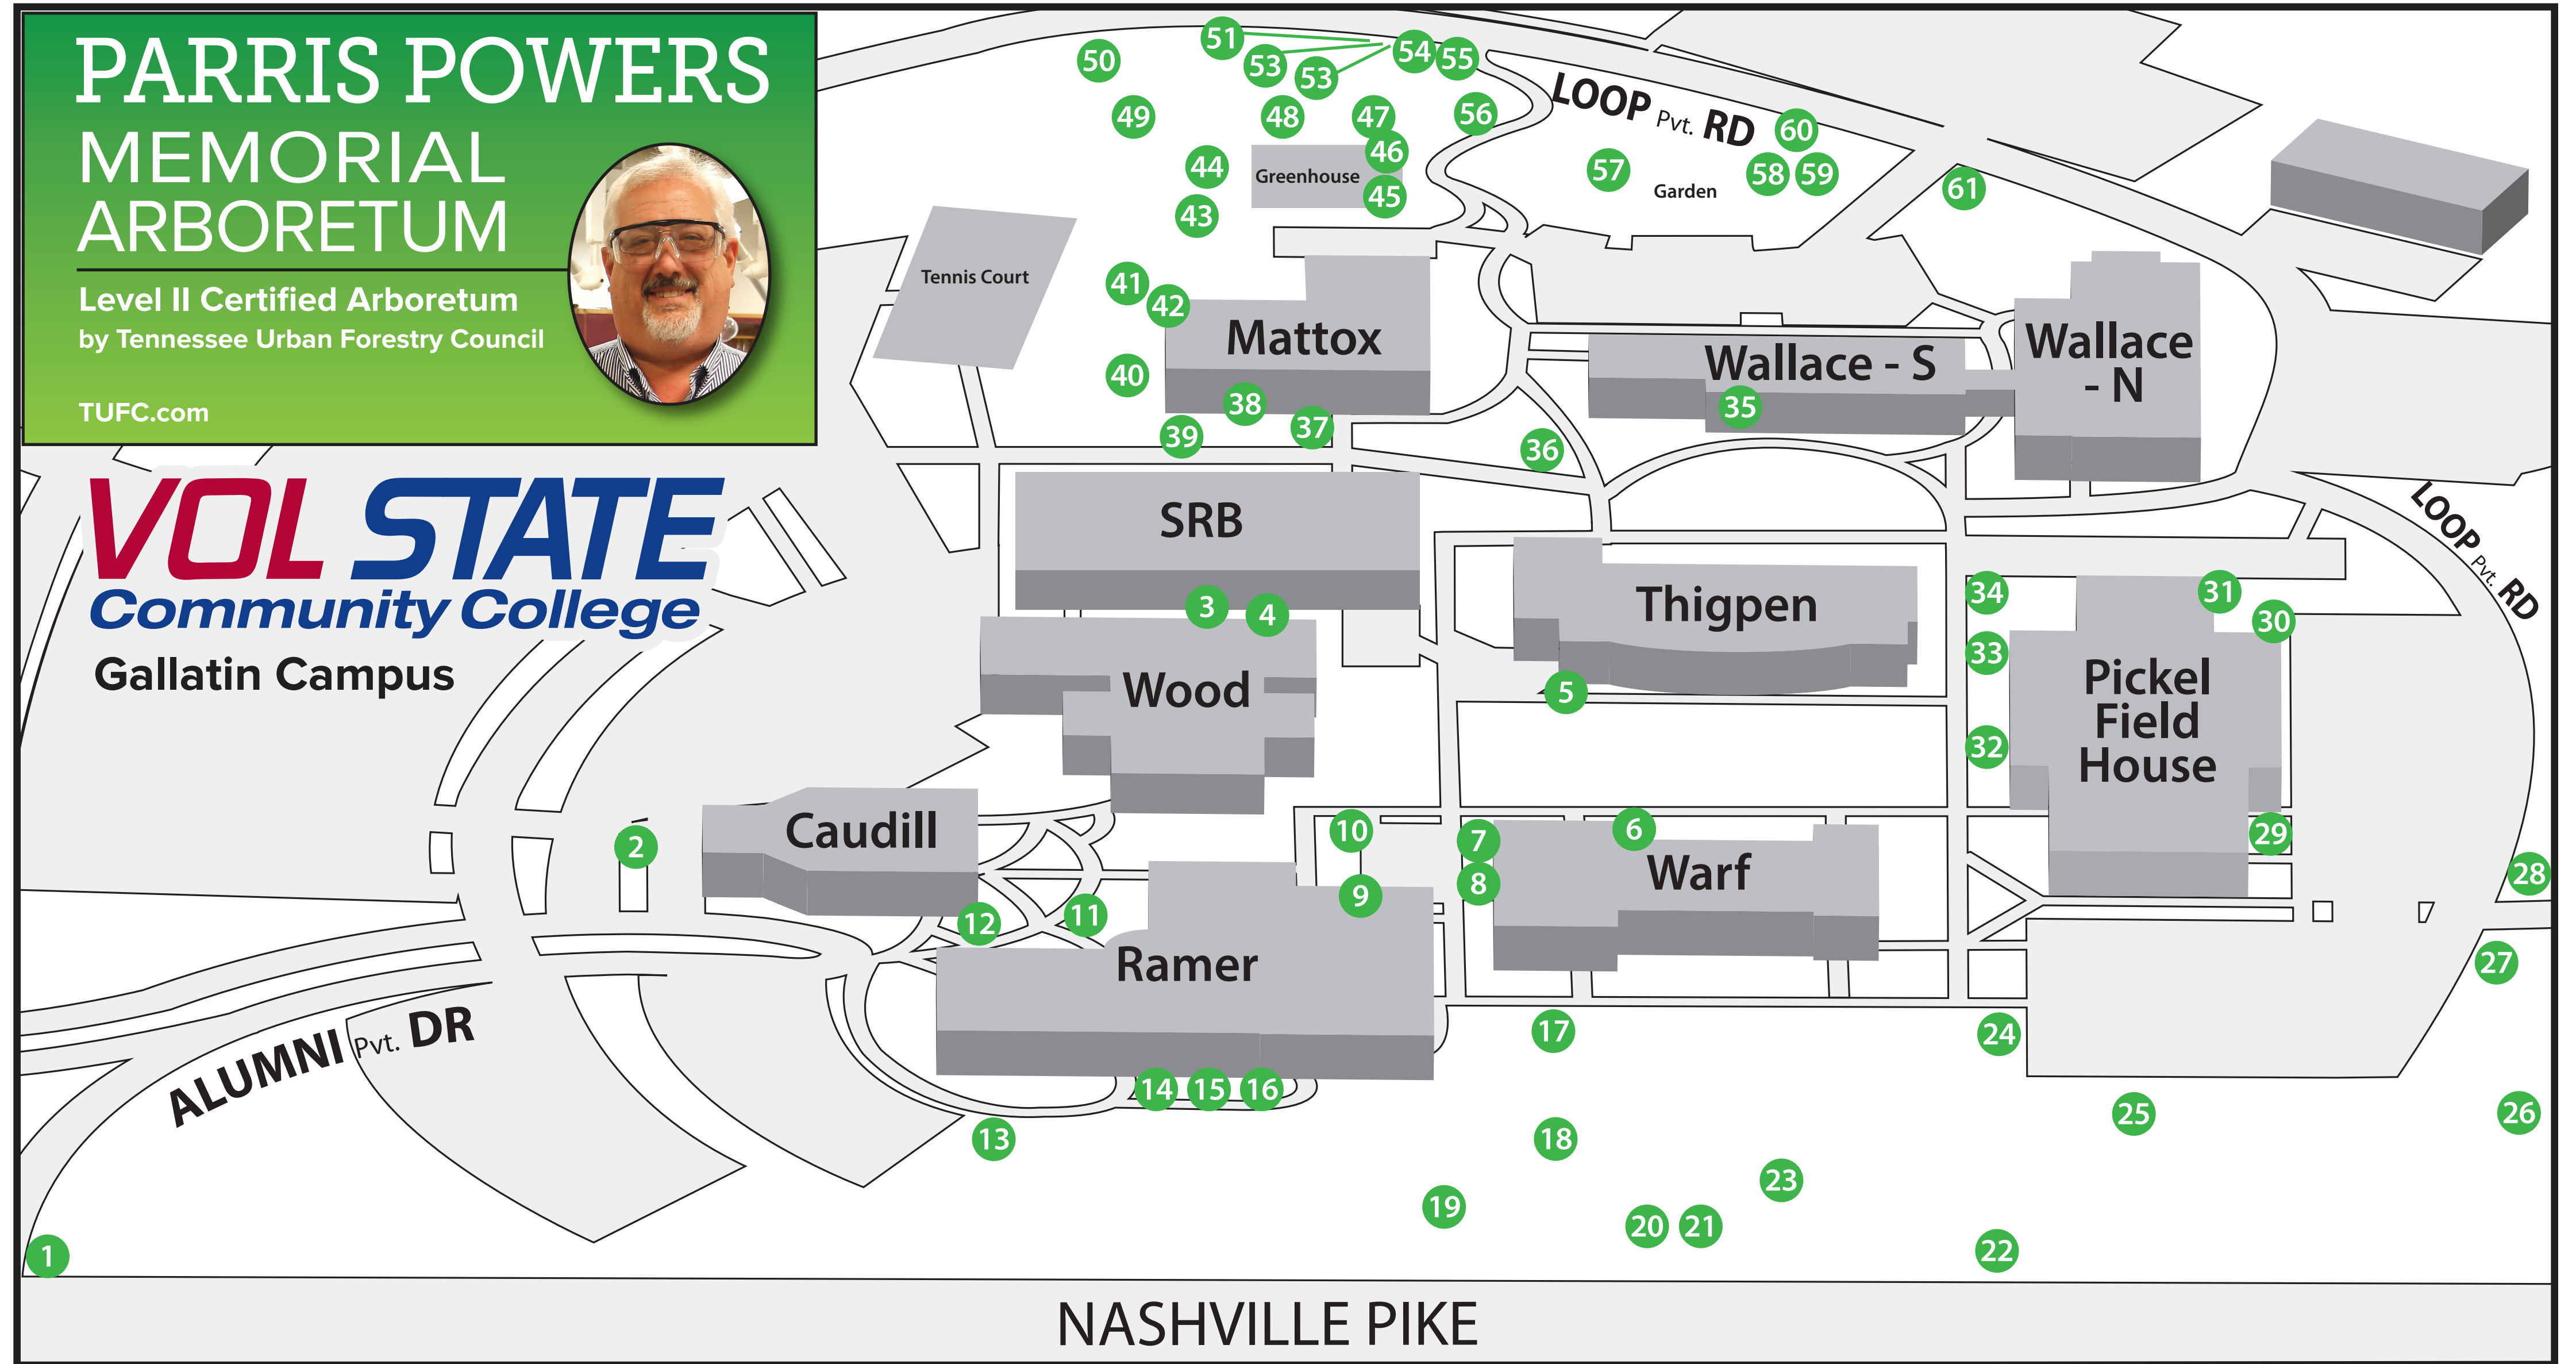 PARRIS POWERS
MEMORIAL
ARBORETUM
Level II Certified Arboretum
by Tennessee Urban Forestry Council
TUFC.com
VOL STATE
Community College
Gallatin Campus
51
50
53
53
54
55
49
48
47
56
LOOP Pvt. RD
60
44
Greenhouse
46
57
58
59
Garden
61
45
43
Tennis Court
41
42
Mattox
Wallace - S
Wallace
- N
40
38
35
39
37
36
SRB
LOOP Pvt. RD
3
4
Thigpen
34
31
30
33
Wood
5
Pickel
Field
House
32
2
Caudill
10
7
6
29
8
Warf
28
9
12
11
Ramer
27
ALUMNI Pvt. DR
17
24
14
15
16
13
18
25
26
23
19
20
21
22
1
NASHVILLE PIKE